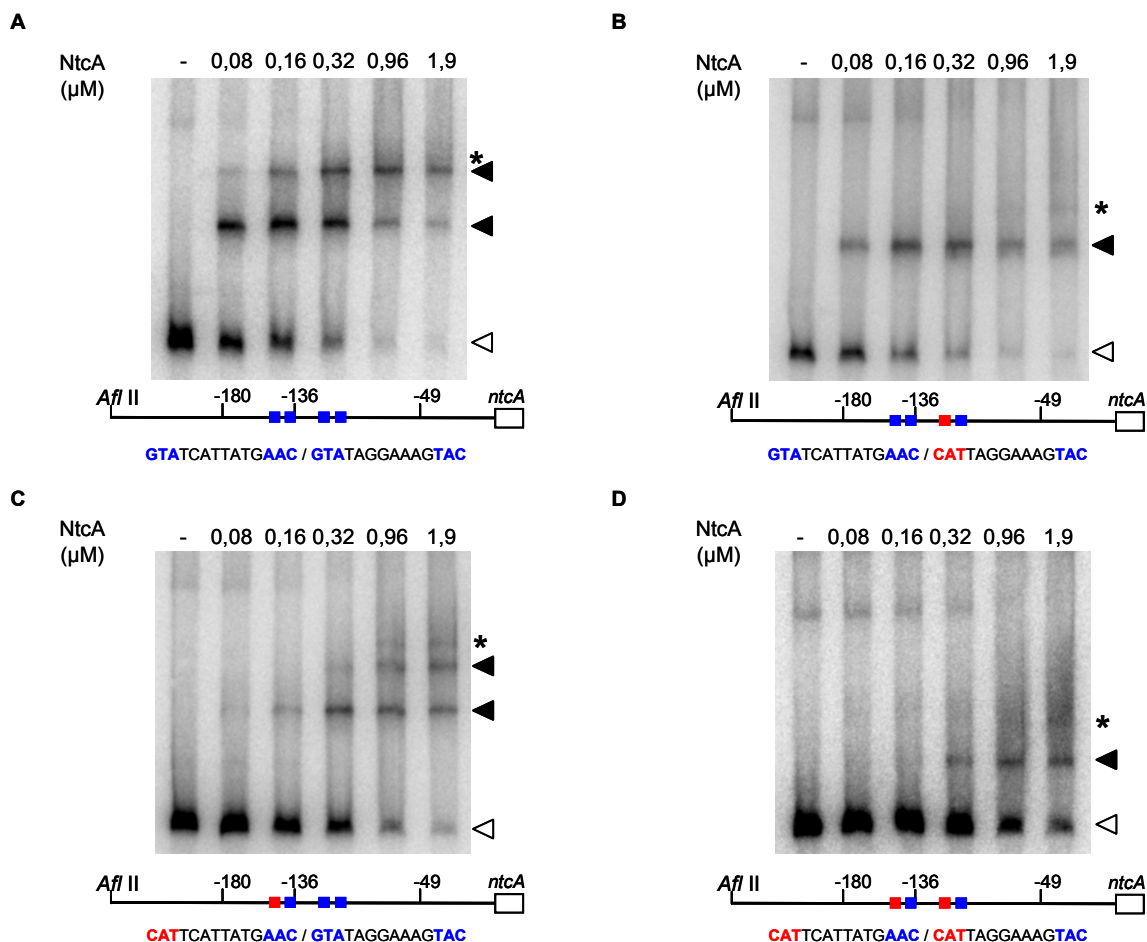 A
NtcA
(µM)
- 0,08 0,16 0,32 0,96 1,9
*
Afl II -180 -136 -49 ntcA
GTATCATTATGAAC / GTATAGGAAAGTAC
B
NtcA
(µM)
- 0,08 0,16 0,32 0,96 1,9
*
Afl II -180 -136 -49 ntcA
GTATCATTATGAAC / CATTAGGAAAGTAC
C
NtcA
(µM)
- 0,08 0,16 0,32 0,96 1,9
*
Afl II -180 -136 -49 ntcA
CATTCATTATGAAC / GTATAGGAAAGTAC
D
NtcA
(µM)
- 0,08 0,16 0,32 0,96 1,9
*
Afl II -180 -136 -49 ntcA
CATTCATTATGAAC / CATTAGGAAAGTAC